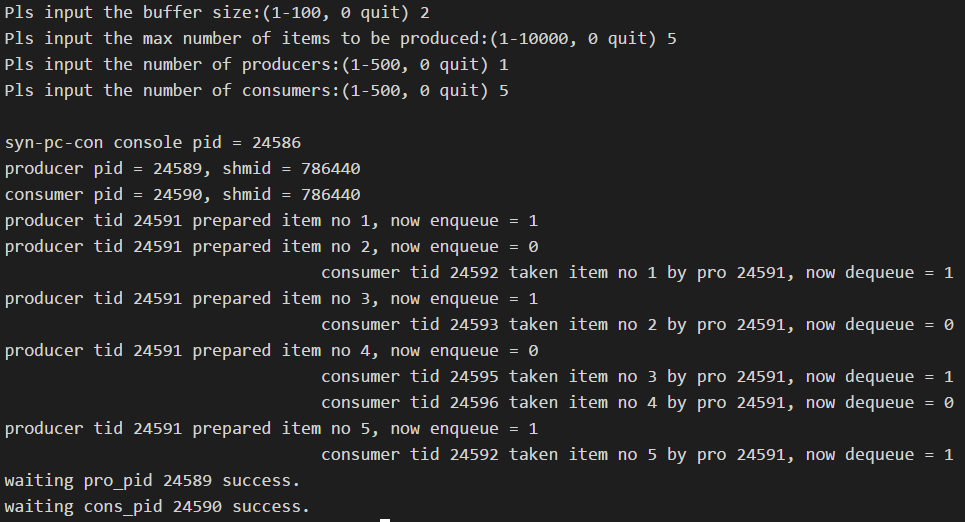 Pls input the buffer size:(1-100, 0 quit) 2
Pls input the max number of items to be produced:(1-10000, 0 quit) 5
Pls input the number of producers:(1-500, 0 quit) 1
Pls input the number of consumers:(1-500, 0 quit) 5
syn-pc-con console pid = 24586
producer pid = 24589, shmid = 786440
consumer pid = 24590, shmid = 786440
producer tid 24591 prepared item no 1, now enqueue = 1
producer tid 24591 prepared item no 2, now enqueue = 0
consumer tid 24592 taken item no 1 by pro 24591, now dequeue = 1
producer tid 24591 prepared item no 3, now enqueue = 1
consumer tid 24593 taken item no 2 by pro 24591, now dequeue = 0
producer tid 24591 prepared item no 4, now enqueue = 0
consumer tid 24595 taken item no 3 by pro 24591, now dequeue = 1
consumer tid 24596 taken item no 4 by pro 24591, now dequeue = 0
producer tid 24591 prepared item no 5, now enqueue = 1
consumer tid 24592 taken item no 5 by pro 24591, now dequeue = 1
waiting pro_pid 24589 success.
waiting cons_pid 24590 success.